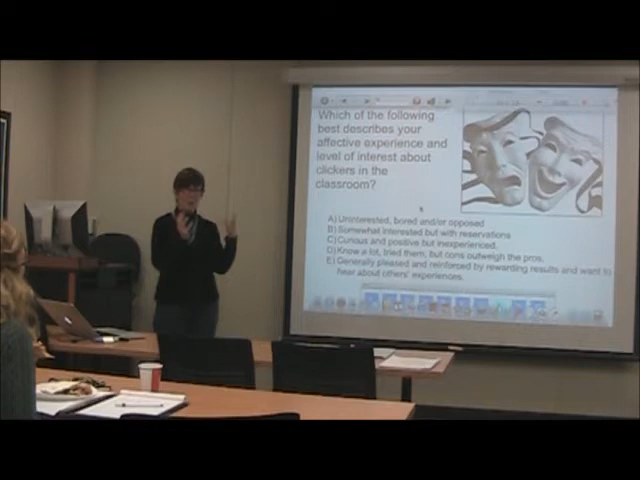 Which of the following
best describes your
affective experience and
level of interest about
clickers in the
classroom?
A) Uninterested, bored and/or opposed
B) Somewhat interested but with reservations
C) Curious and positive but inexperienced.
D) Know a lot, tried them, but cons outweigh the pros.
E) Generally pleased and reinforced by rewarding results and want to
hear about others' experiences.